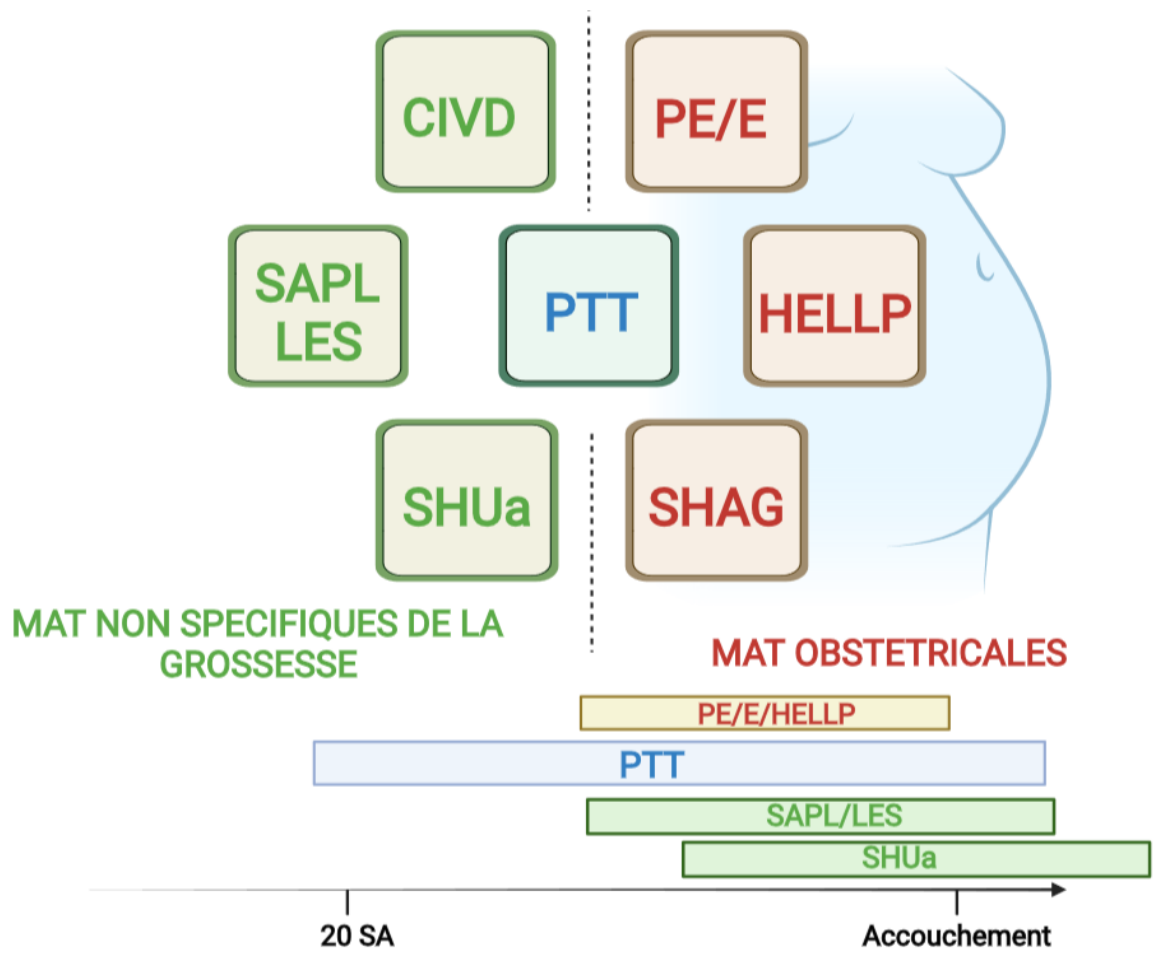 CIVD
PE/E
SAPL
LES
PTT
HELLP
SHUa
SHAG
MAT NON SPECIFIQUES DE LA
GROSSESSE
MAT OBSTETRICALES
PE/E/HELLP
PTT
SAPL/LES
SHUa
20 SA
Accouchement